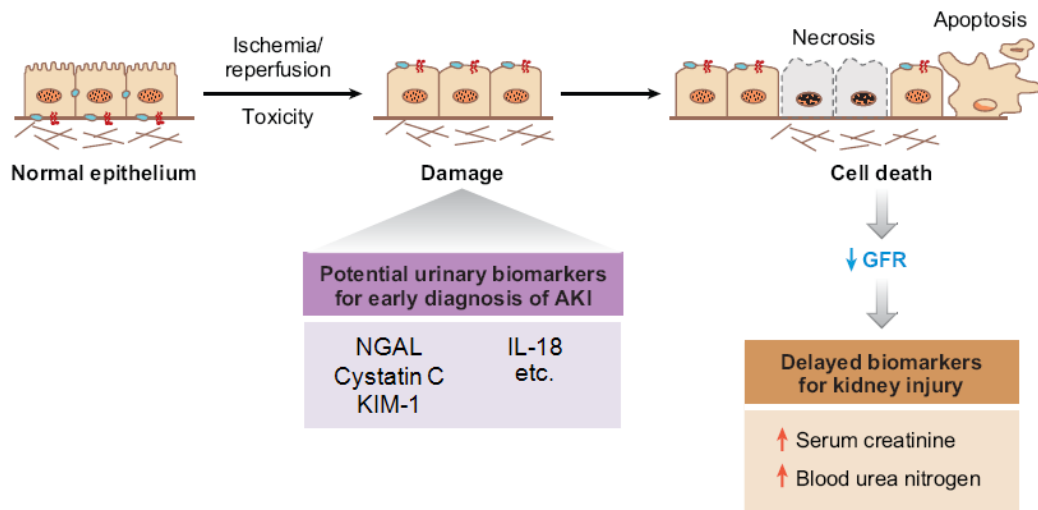 Ischemia/
reperfusion
Toxicity
Necrosis
Apoptosis
Normal epithelium
Damage
Cell death
Potential urinary biomarkers
for early diagnosis of AKI
NGAL
Cystatin C
KIM-1
IL-18
etc.
↓ GFR
Delayed biomarkers
for kidney injury
↑ Serum creatinine
↑ Blood urea nitrogen